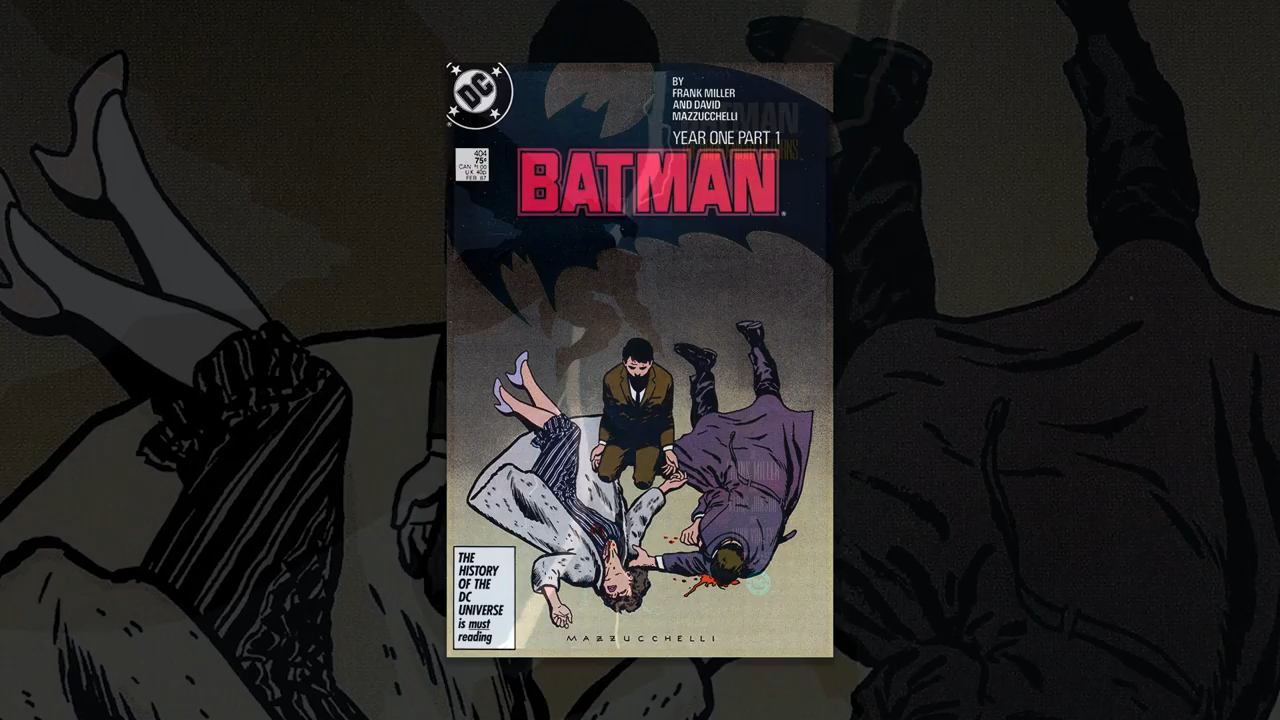 DC
BY
FRANK MILLER
AND DAVID
MAZZUCCHELLI
YEAR ONE PART 1
404
75¢
CAN $1.00
UK 40p
FEB 87
BATMAN
THE
HISTORY
OF THE
DC
UNIVERSE
is must
reading
MAZZUCCHELLI